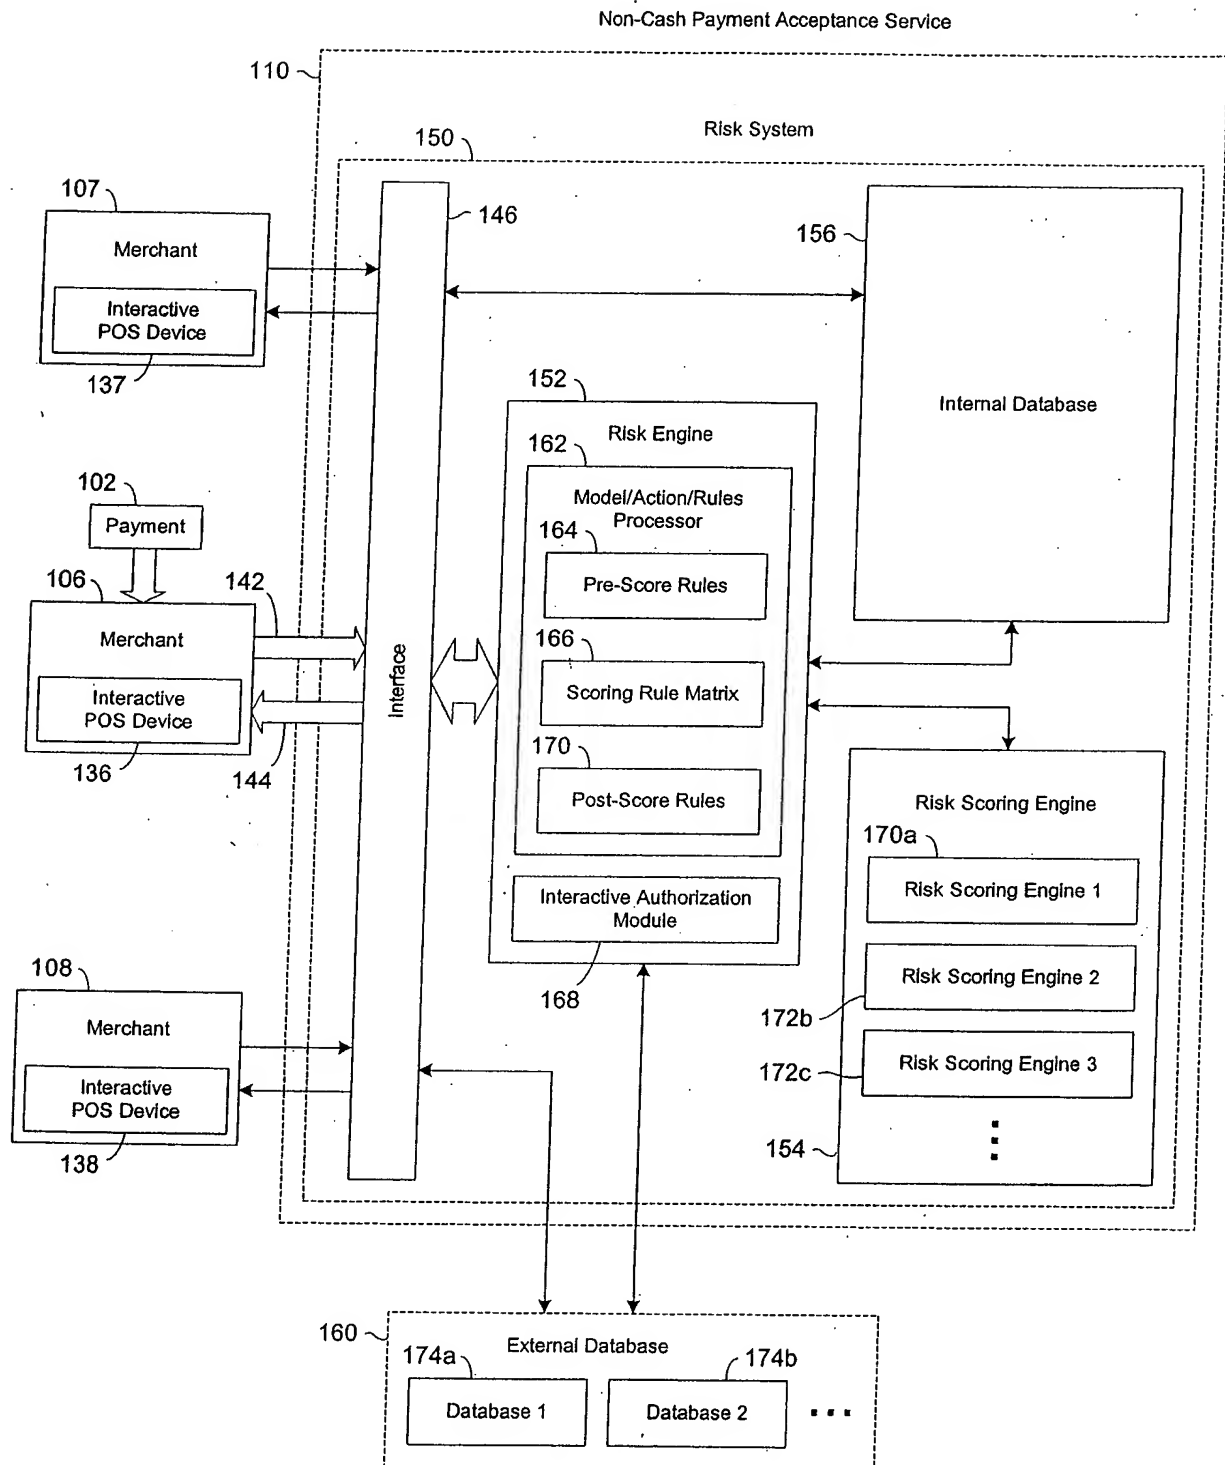 Non-Cash Payment Acceptance Service
110
Risk System
150
107
Merchant
Interactive
POS Device
137
146
156
Internal Database
152
Risk Engine
162
Model/Action/Rules
Processor
164
Pre-Score Rules
166
Scoring Rule Matrix
170
Post-Score Rules
Interactive Authorization
Module
168
102
Payment
106
Merchant
Interactive
POS Device
136
142
144
Interface
Risk Scoring Engine
170a
Risk Scoring Engine 1
Risk Scoring Engine 2
172b
Risk Scoring Engine 3
172c
154
108
Merchant
Interactive
POS Device
138
160
External Database
174a
174b
Database 1
Database 2